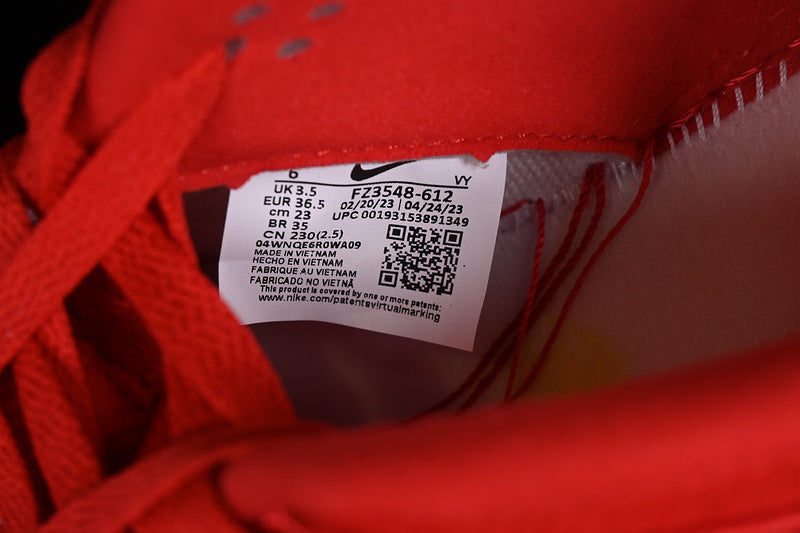 6 VY
UK 3.5 FZ3548-612
EUR 36.5 02/20/23 | 04/24/23
cm 23 UPC 00193153891349
BR 35
CN 230(2.5)
04WNQE6R0WA09
MADE IN VIETNAM
HECHO EN VIETNAM
FABRIQUE AU VIETNAM
FABRICADO NO VIETNÃ
This product is covered by one or more patents:
www.nike.com/patentsvirtualmarking